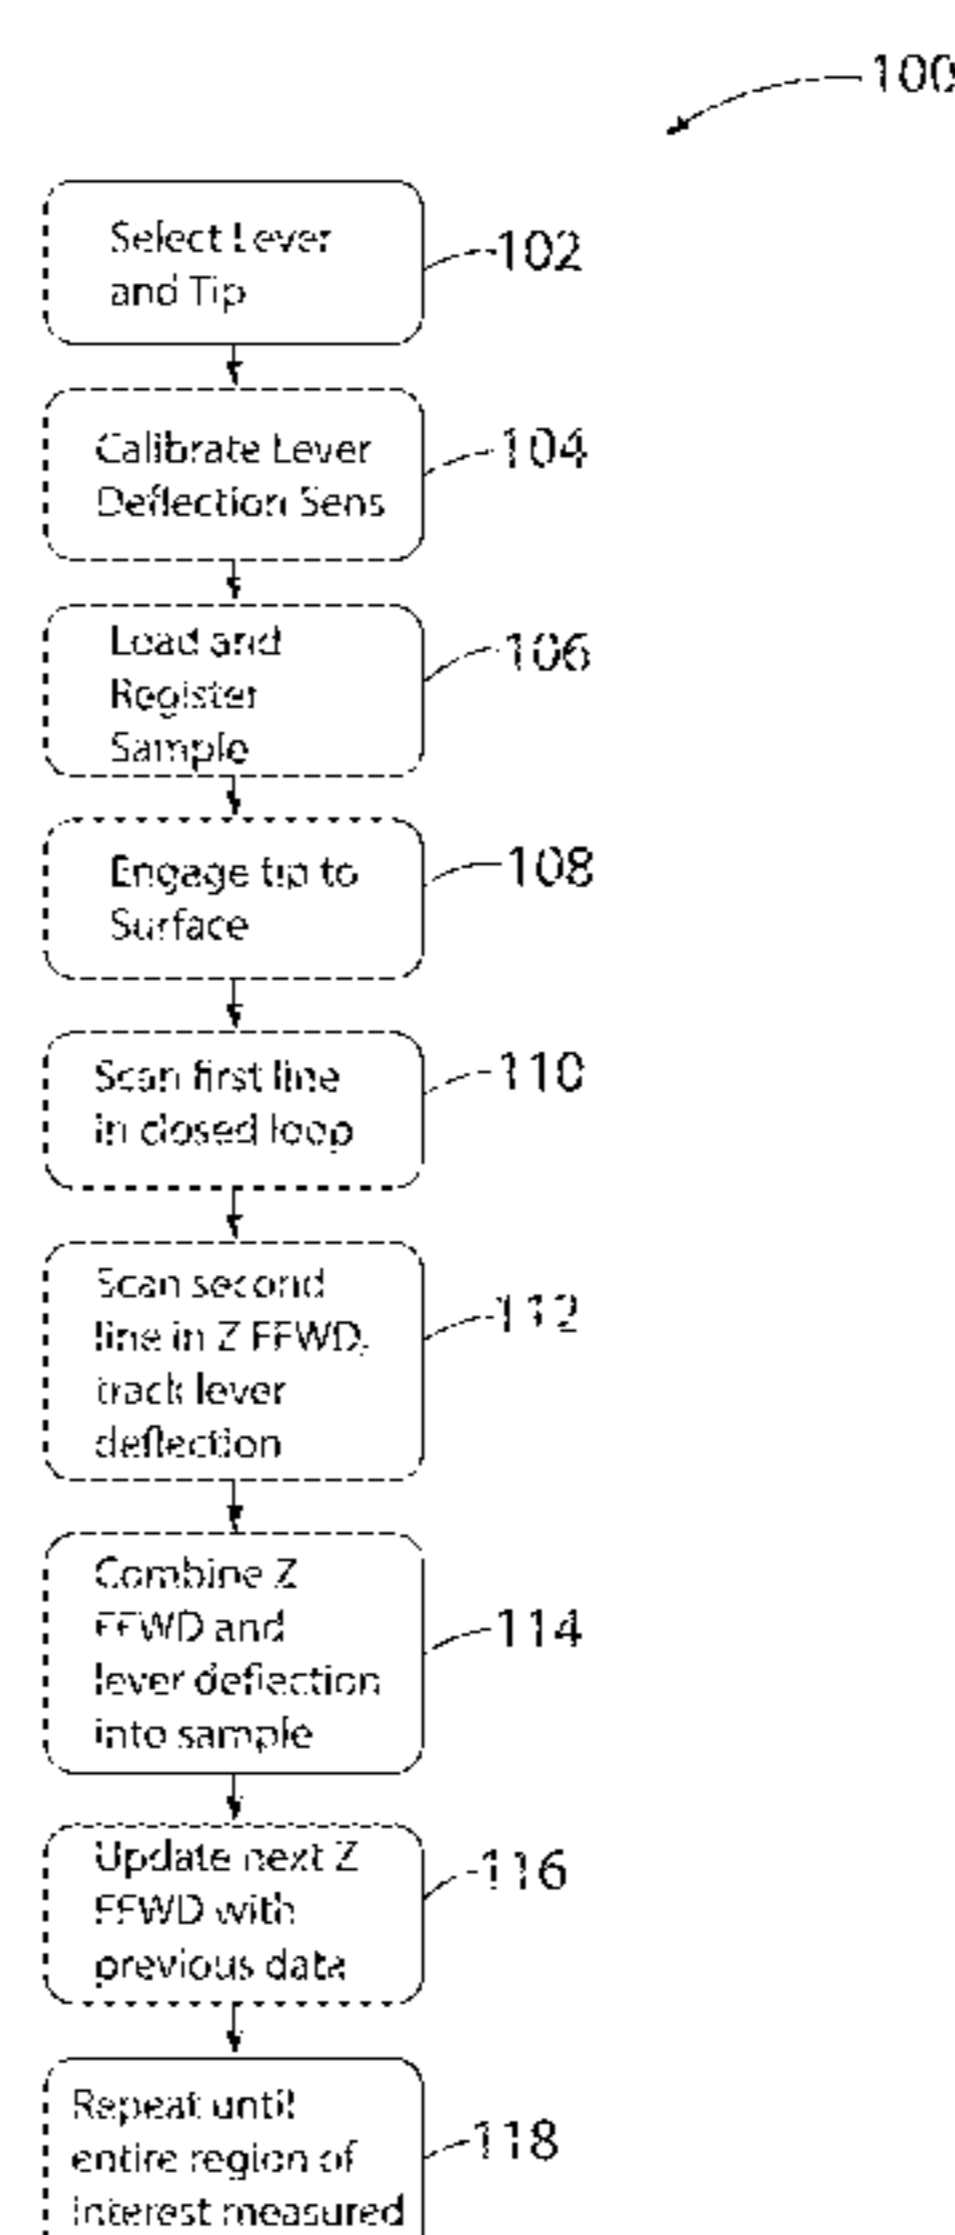 100
Select Lever
and Tip
102
Calibrate Lever
Deflection Sens
104
Load and
Register
Sample
106
Engage tip to
Surface
108
Scan first line
in closed loop
110
Scan second
line in Z FFWD,
track lever
deflection
112
Combine Z
FFWD and
lever deflection
into sample
114
Update next Z
FFWD with
previous data
116
Repeat until
entire region of
interest measured
118